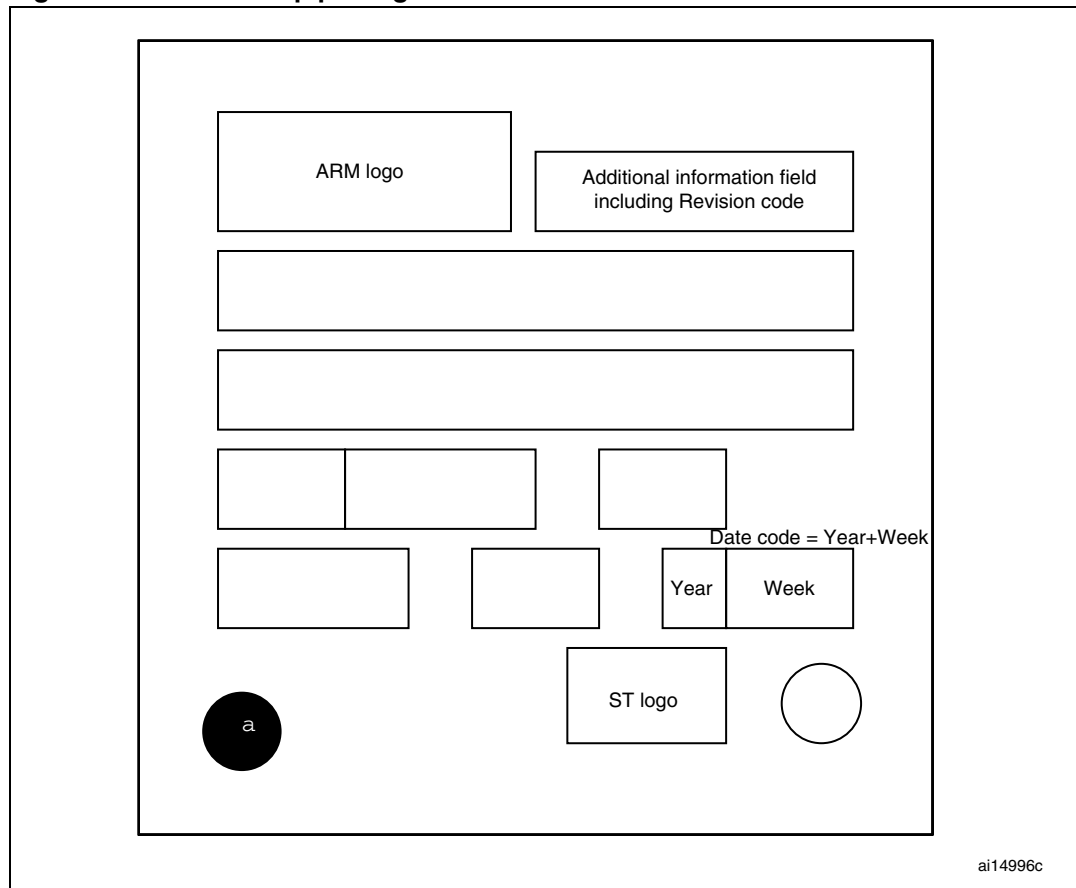 ARM logo
Additional information field
including Revision code
Date code = Year+Week
Year
Week
ST logo
a
ai14996c